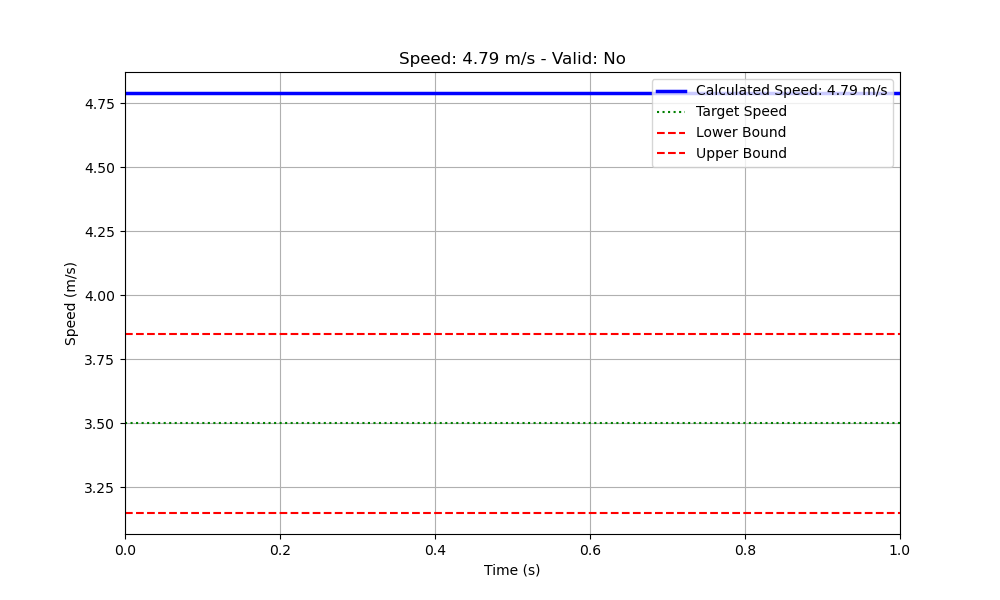 Speed: 4.79 m/s - Valid: No
Calculated Speed: 4.79 m/s
Target Speed
Lower Bound
Upper Bound
Speed (m/s)
4.75
4.50
4.25
4.00
3.75
3.50
3.25
0.0 0.2 0.4 0.6 0.8 1.0
Time (s)